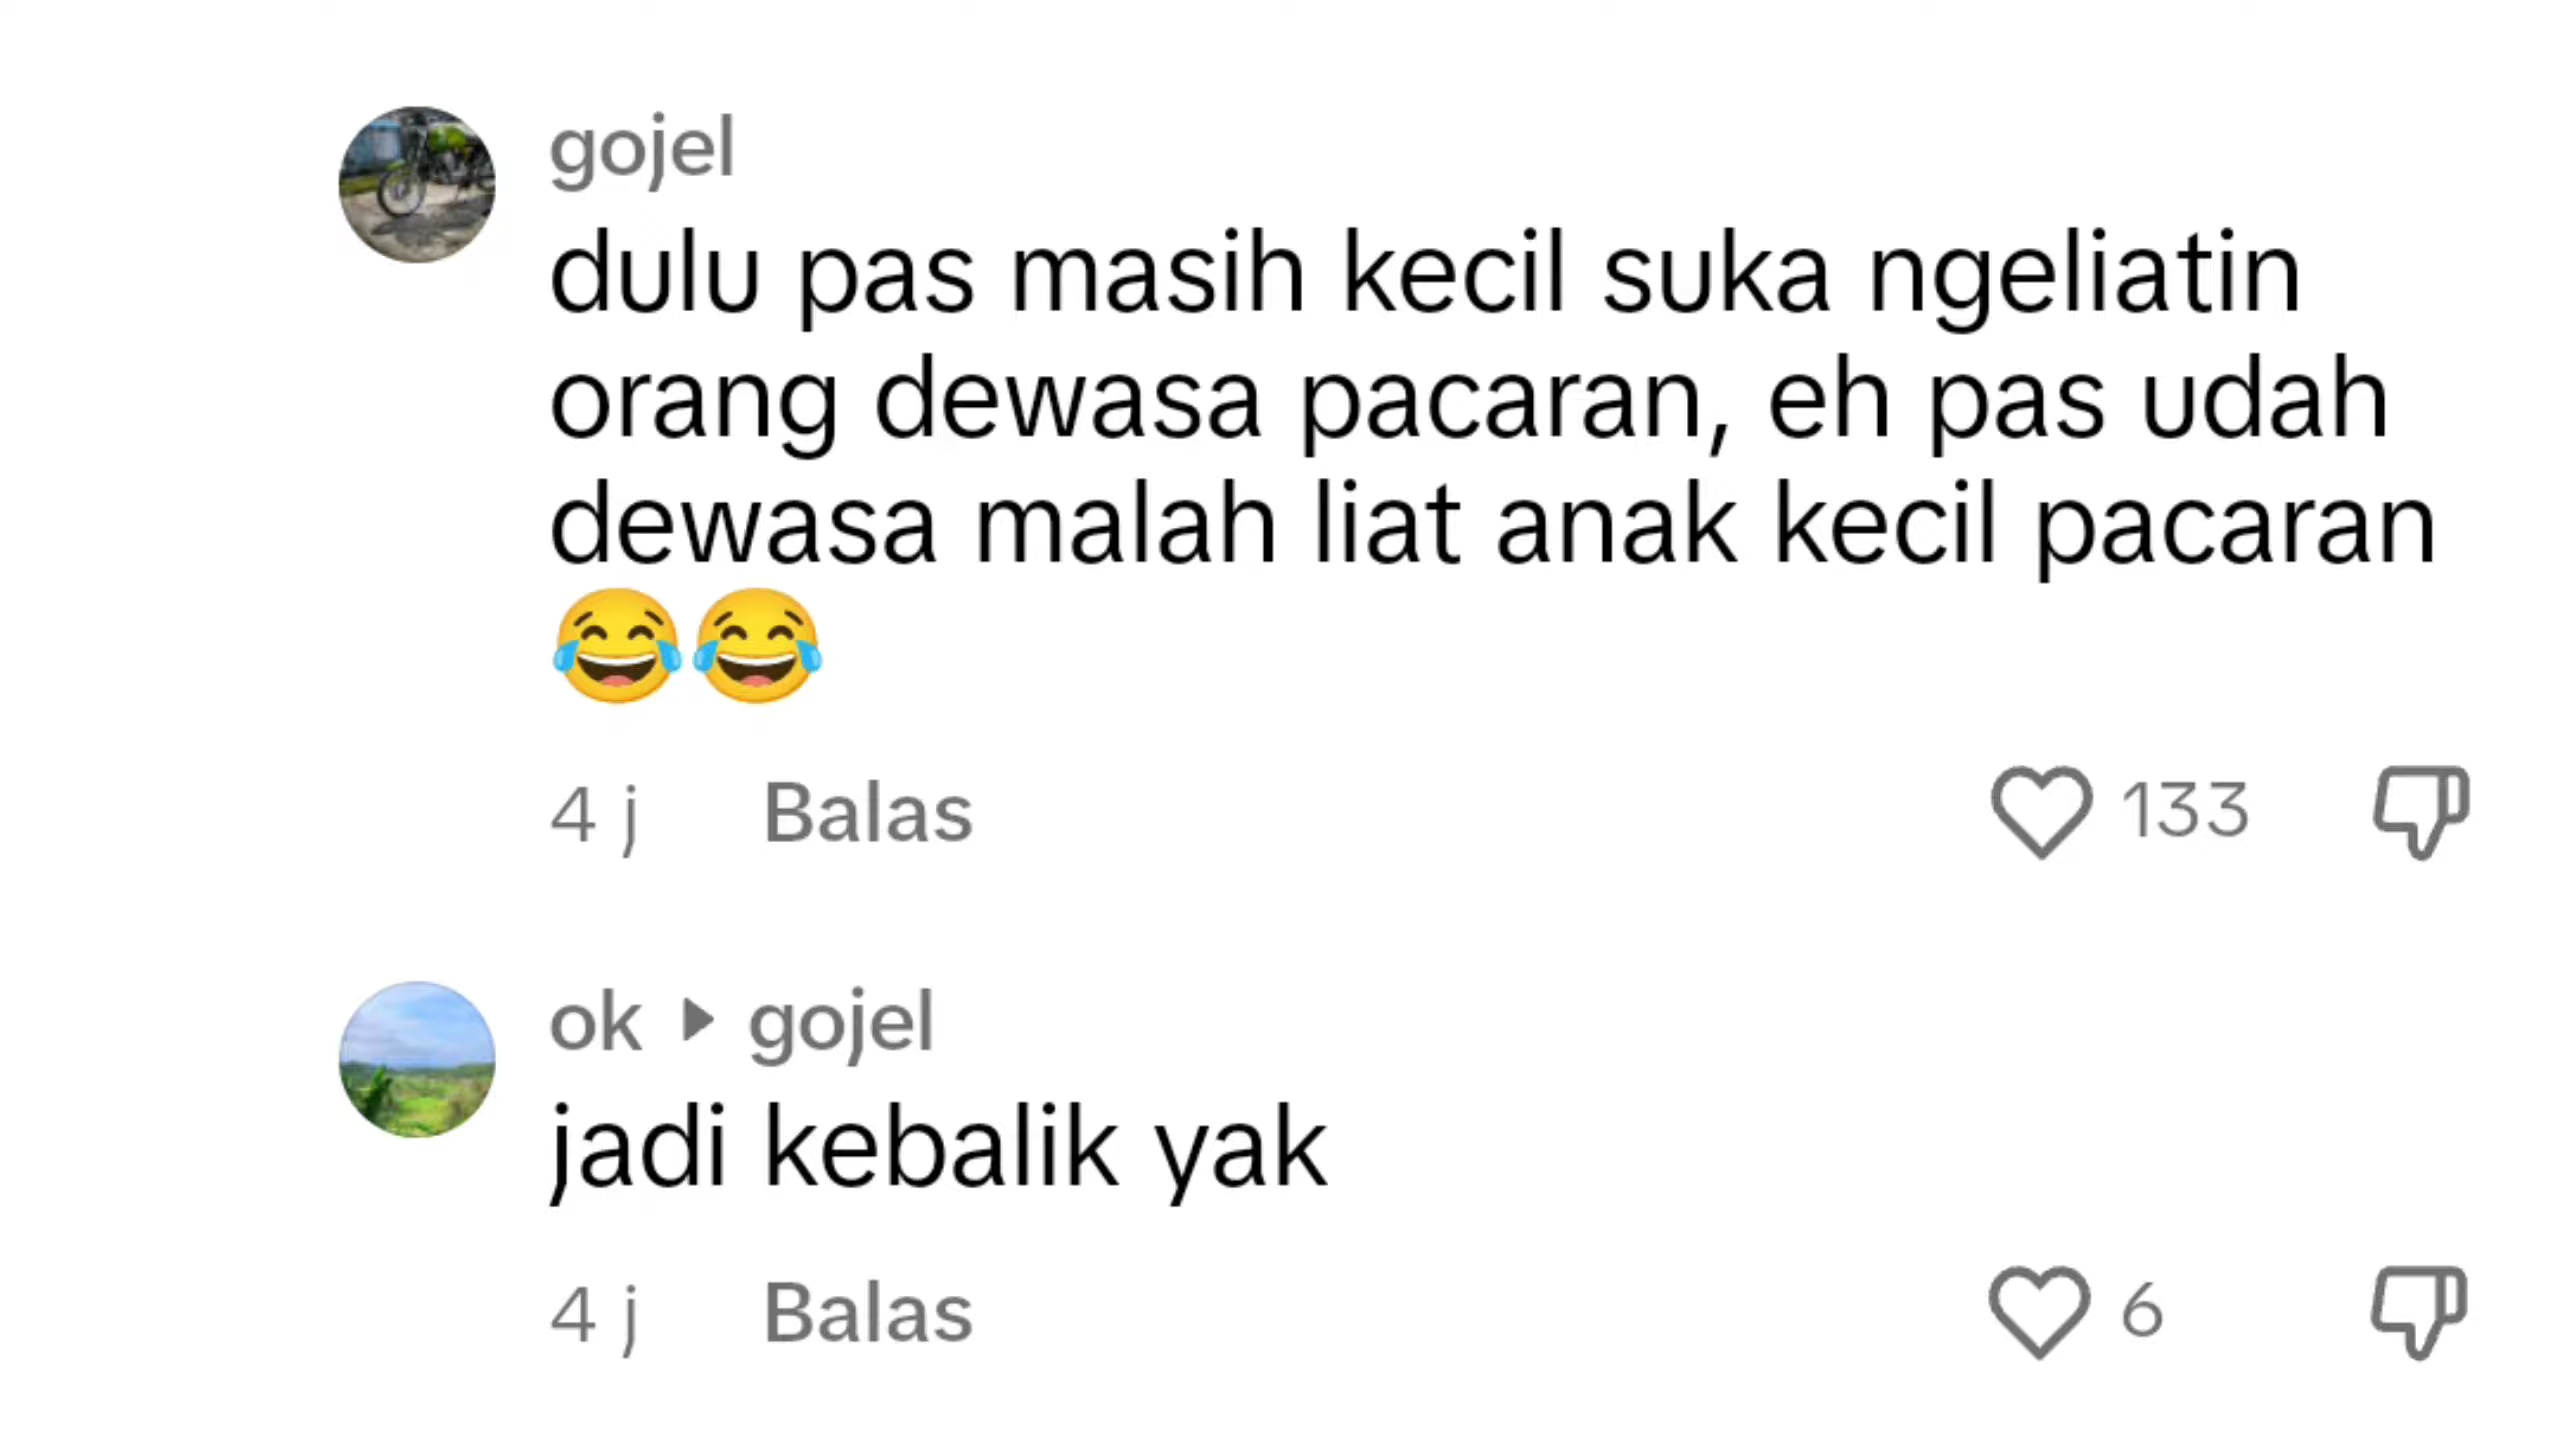 gojel
dulu pas masih kecil suka ngeliatin
orang dewasa pacaran, eh pas udah
dewasa malah liat anak kecil pacaran
😂😂
4 j Balas 133
ok ▶ gojel
jadi kebalik yak
4 j Balas 6